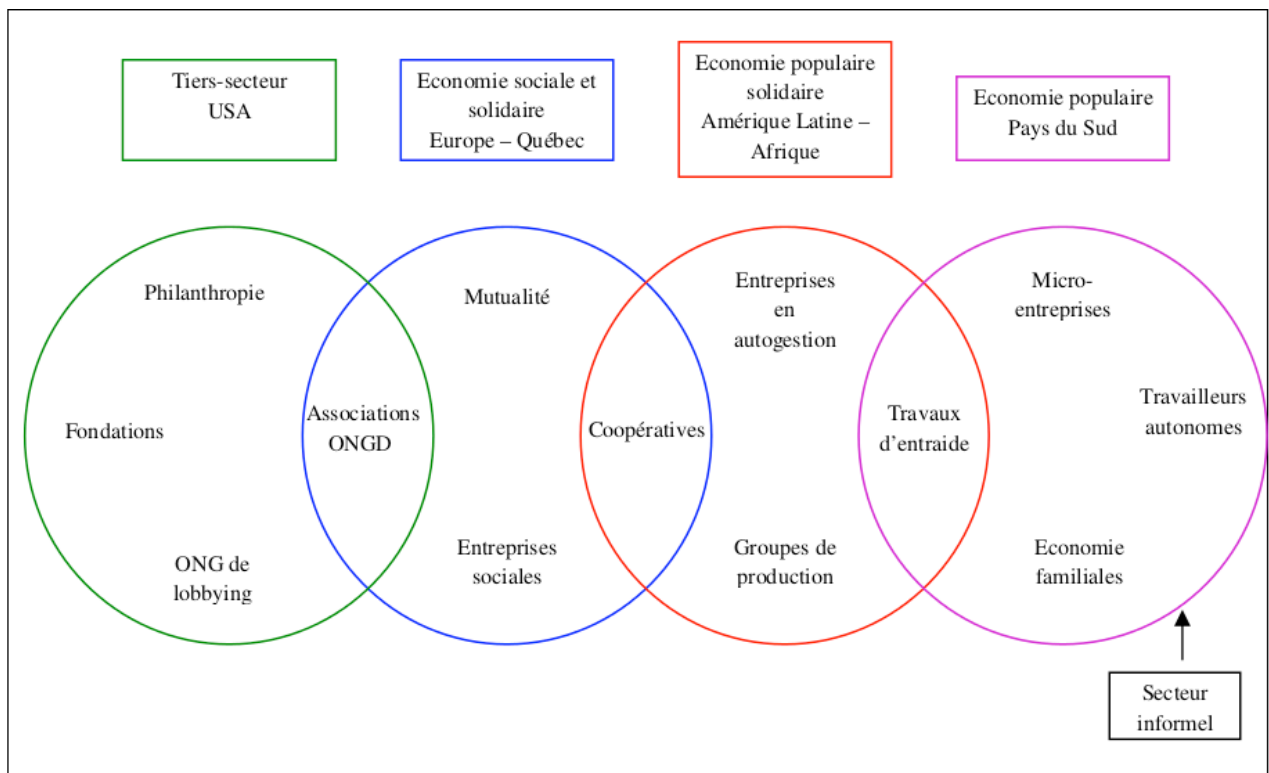 Tiers-secteur
USA
Economie sociale et
solidaire
Europe – Québec
Economie populaire
solidaire
Amérique Latine –
Afrique
Economie populaire
Pays du Sud
Philanthropie
Fondations
ONG de
lobbying
Associations
ONGD
Mutualité
Entreprises
sociales
Coopératives
Entreprises
en
autogestion
Groupes de
production
Travaux
d’entraide
Micro-
entreprises
Travailleurs
autonomes
Economie
familiales
Secteur
informel